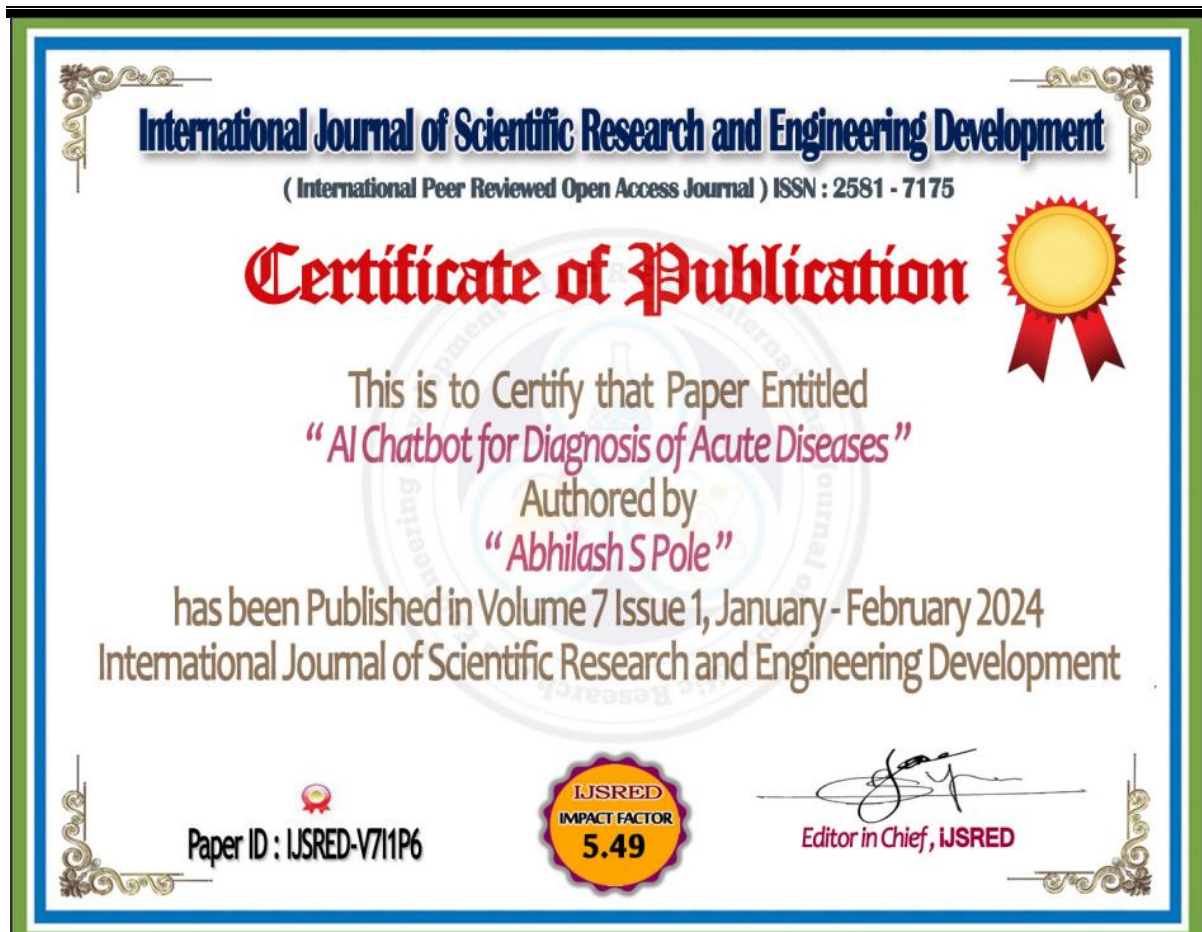 International Journal of Scientific Research and Engineering Development
( International Peer Reviewed Open Access Journal ) ISSN : 2581 - 7175
Certificate of Publication
This is to Certify that Paper Entitled
“ AI Chatbot for Diagnosis of Acute Diseases ”
Authored by
“ Abhilash S Pole ”
has been Published in Volume 7 Issue 1, January - February 2024
International Journal of Scientific Research and Engineering Development
Paper ID : IJSRED-V7I1P6
IJSRED
IMPACT FACTOR
5.49
Editor in Chief , IJSRED